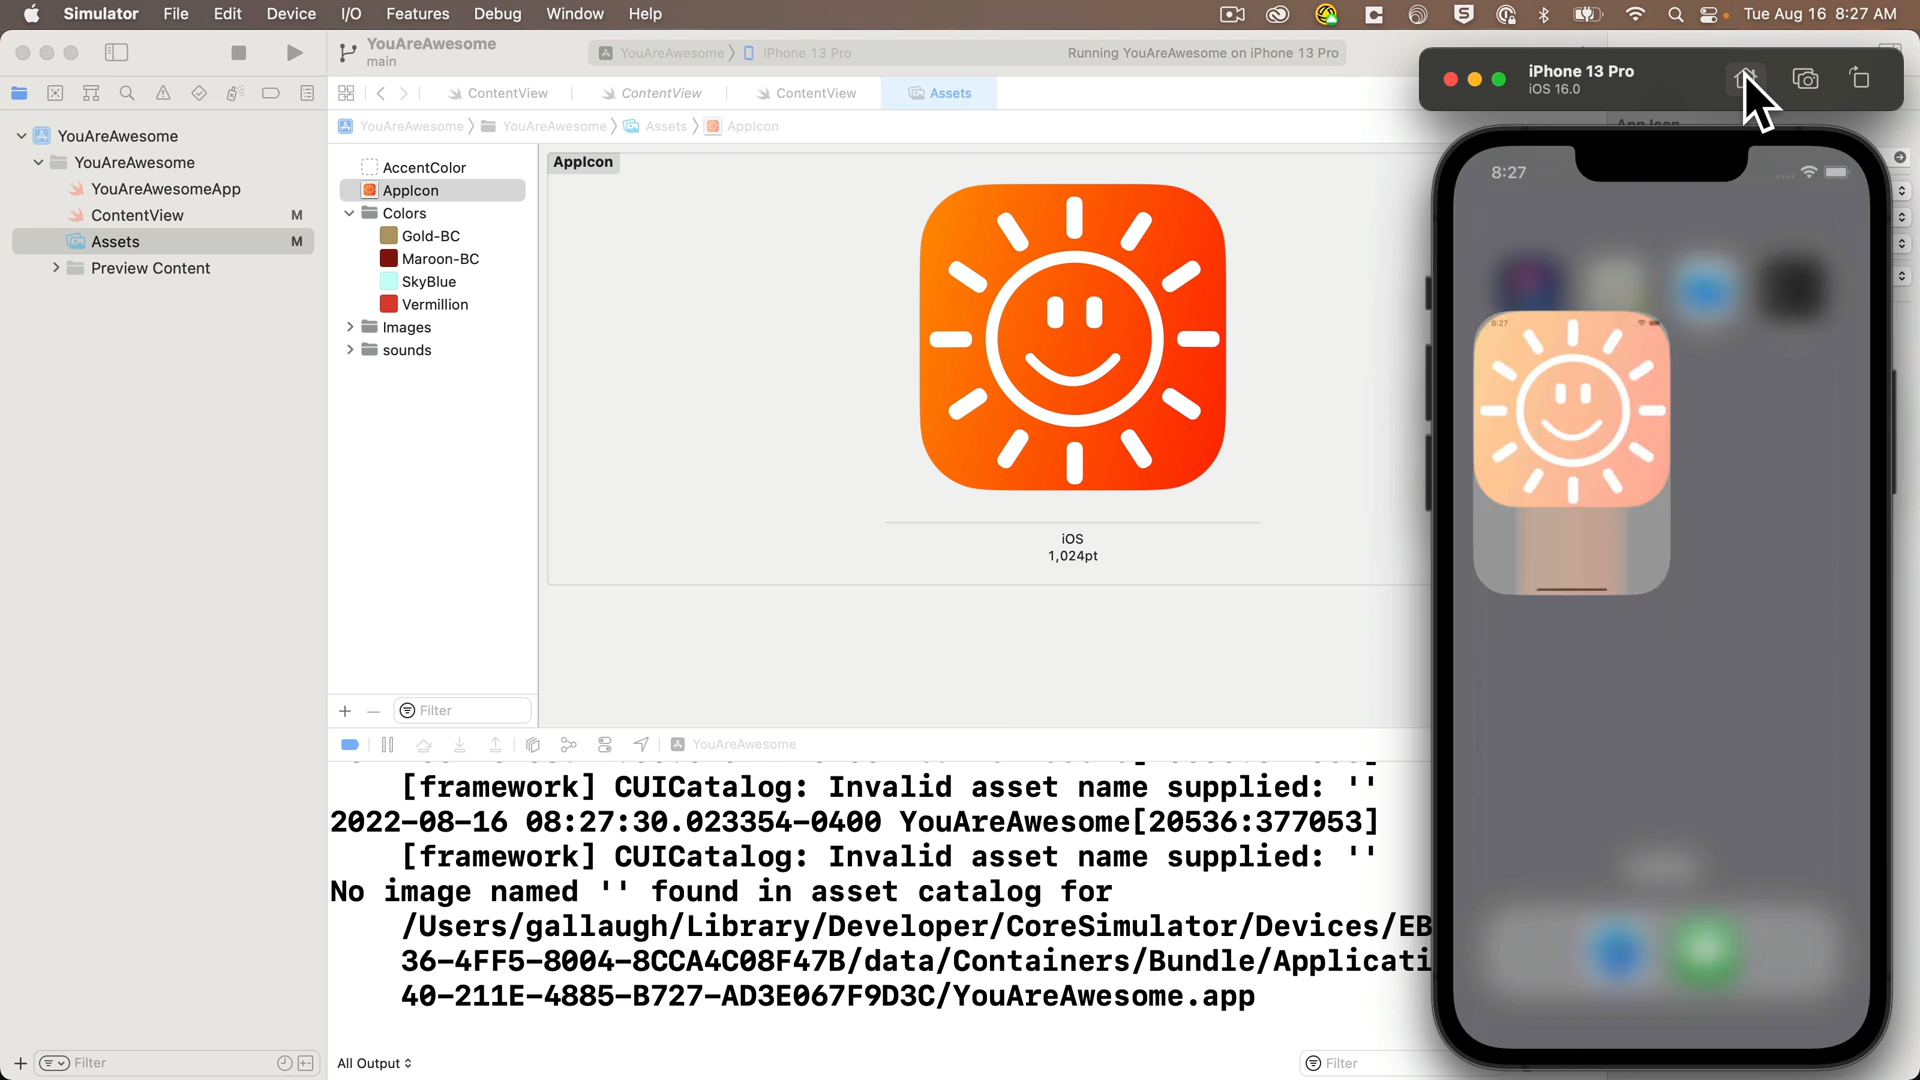 Simulator File Edit Device I/O Features Debug Window Help Tue Aug 16 8:27 AM
YouAreAwesome
main
YouAreAwesome iPhone 13 Pro Running YouAreAwesome on iPhone 13 Pro
iPhone 13 Pro
iOS 16.0
ContentView ContentView ContentView Assets
YouAreAwesome YouAreAwesome Assets AppIcon
YouAreAwesome
YouAreAwesome
YouAreAwesomeApp
ContentView M
Assets M
Preview Content
AccentColor
AppIcon
Colors
Gold-BC
Maroon-BC
SkyBlue
Vermillion
Images
sounds
AppIcon
iOS
1,024pt
8:27
8:27
Filter
YouAreAwesome
[framework] CUICatalog: Invalid asset name supplied: ''
2022-08-16 08:27:30.023354-0400 YouAreAwesome[20536:377053]
[framework] CUICatalog: Invalid asset name supplied: ''
No image named '' found in asset catalog for
/Users/gallaugh/Library/Developer/CoreSimulator/Devices/EB
36-4FF5-8004-8CCA4C08F47B/data/Containers/Bundle/Applicati
40-211E-4885-B727-AD3E067F9D3C/YouAreAwesome.app
Filter
All Output
Filter